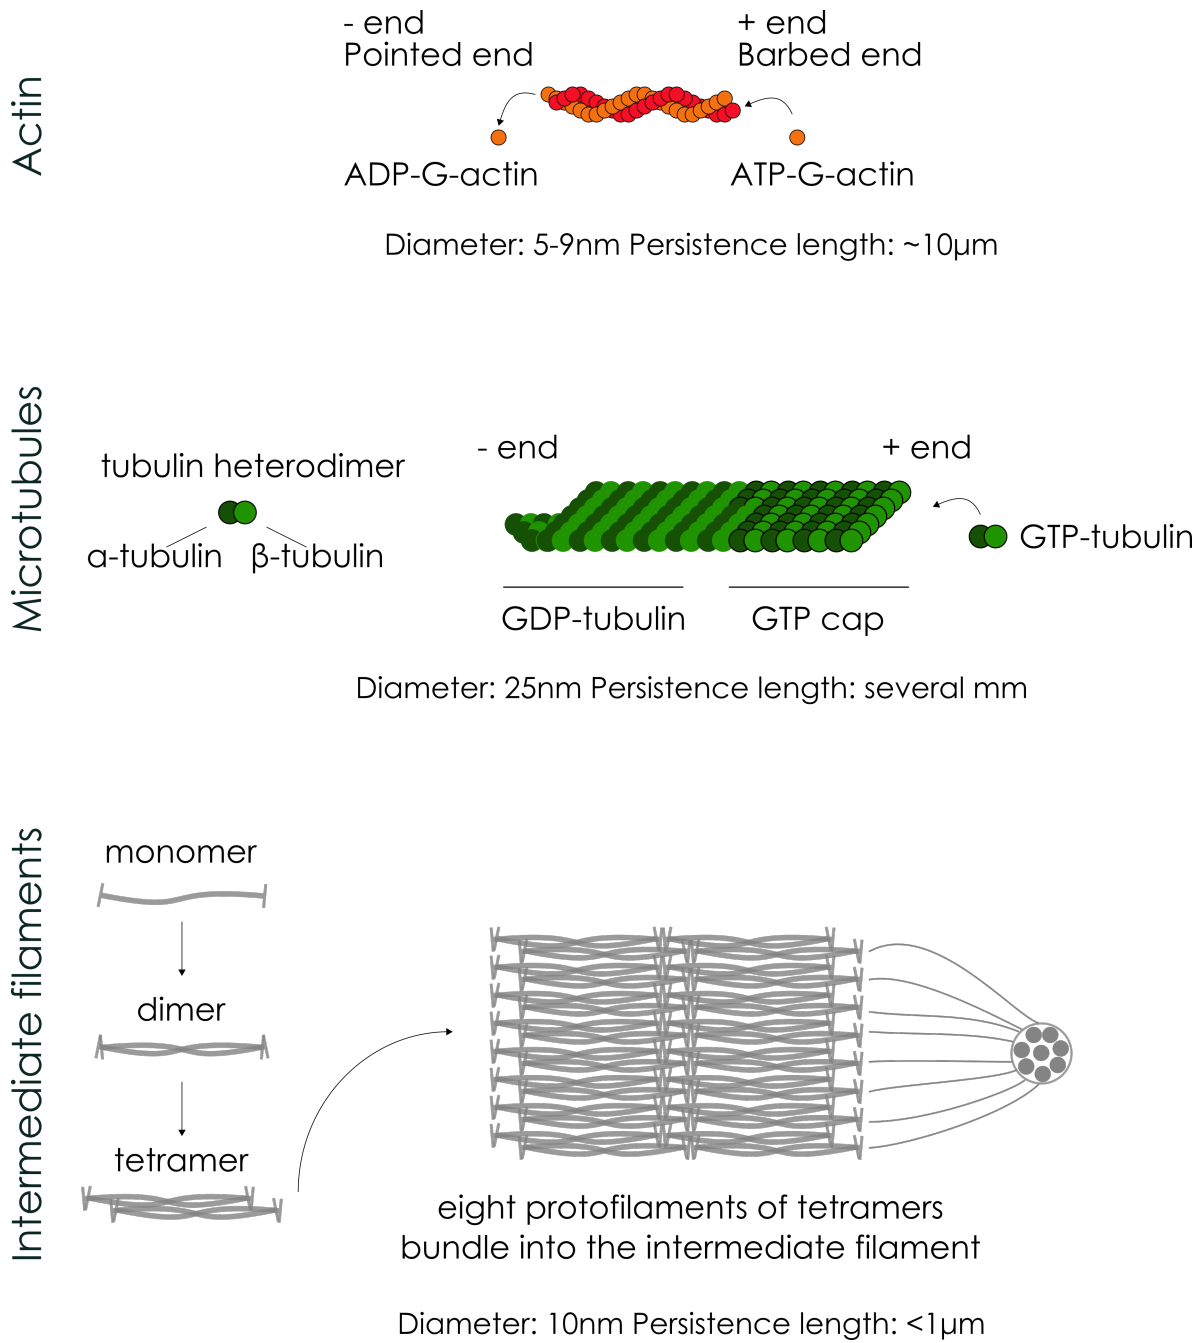 Actin
- end
Pointed end
+ end
Barbed end
ADP-G-actin
ATP-G-actin
Diameter: 5-9nm Persistence length: ~10µm
Microtubules
tubulin heterodimer
α-tubulin
β-tubulin
- end
+ end
GTP-tubulin
GDP-tubulin
GTP cap
Diameter: 25nm Persistence length: several mm
Intermediate filaments
monomer
dimer
tetramer
eight protofilaments of tetramers
bundle into the intermediate filament
Diameter: 10nm Persistence length: <1µm